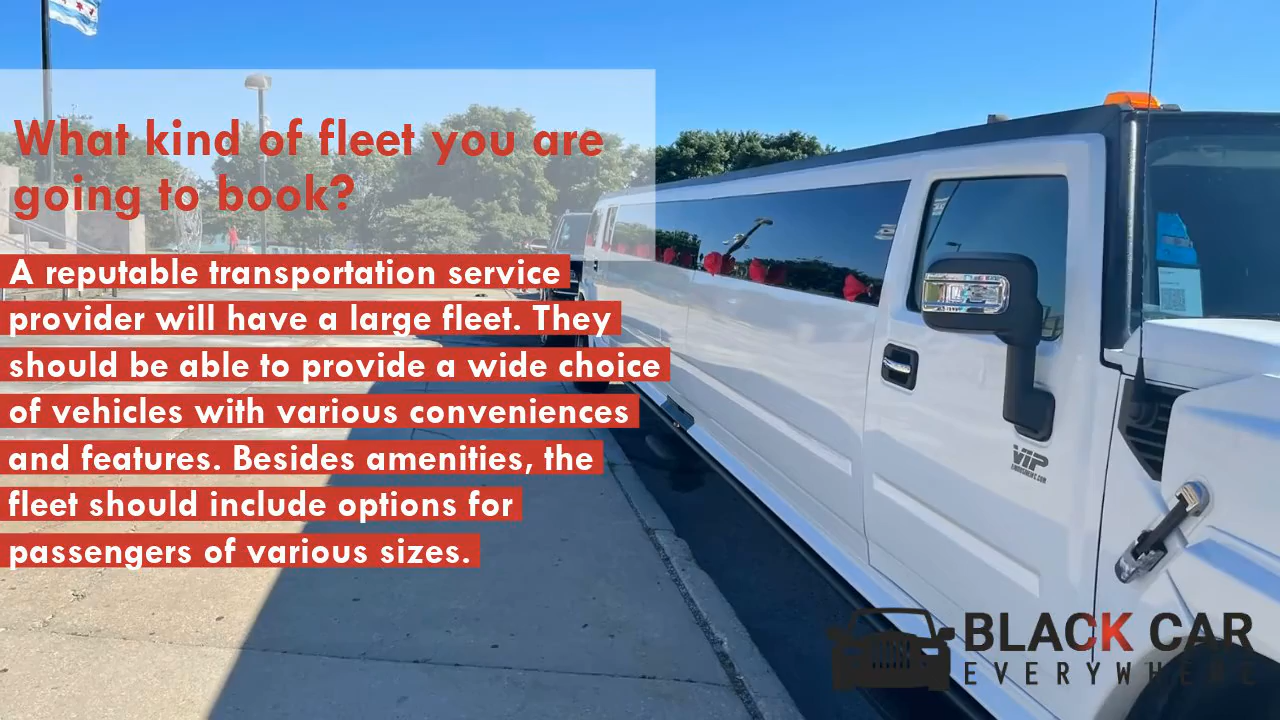 What kind of fleet you are
going to book?
A reputable transportation service
provider will have a large fleet. They
should be able to provide a wide choice
of vehicles with various conveniences
and features. Besides amenities, the
fleet should include options for
passengers of various sizes.
VIP
BLACK CAR
EVERYWHERE